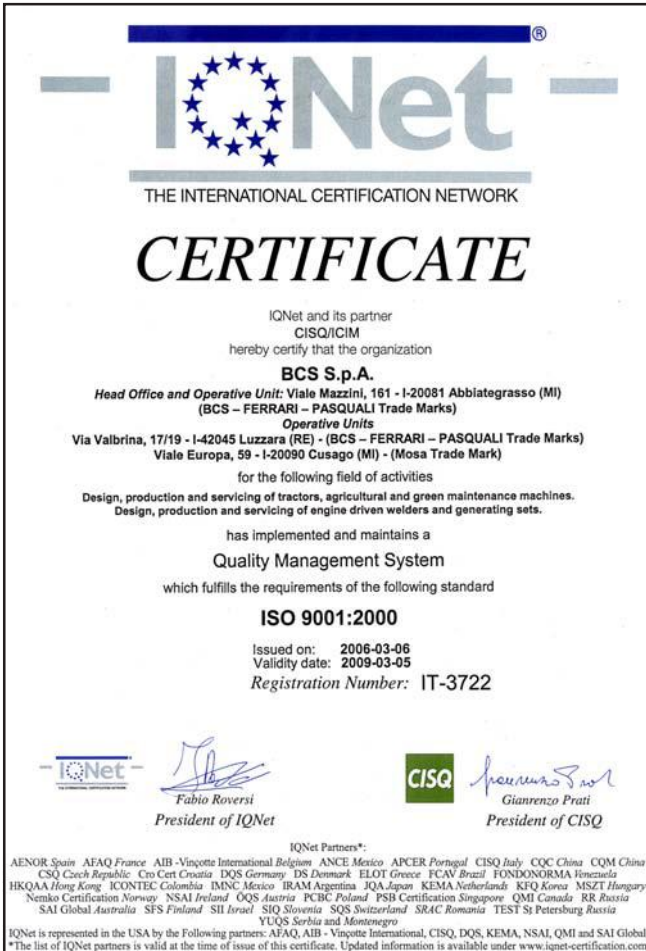 IQNet ®
THE INTERNATIONAL CERTIFICATION NETWORK
CERTIFICATE
IQNet and its partner
CISQ/ICIM
hereby certify that the organization
BCS S.p.A.
Head Office and Operative Unit: Viale Mazzini, 161 - I-20081 Abbiategrasso (MI)
(BCS – FERRARI – PASQUALI Trade Marks)
Operative Units
Via Valbrina, 17/19 - I-42045 Luzzara (RE) - (BCS – FERRARI – PASQUALI Trade Marks)
Viale Europa, 59 - I-20090 Cusago (MI) - (Mosa Trade Mark)
for the following field of activities
Design, production and servicing of tractors, agricultural and green maintenance machines.
Design, production and servicing of engine driven welders and generating sets.
has implemented and maintains a
Quality Management System
which fulfills the requirements of the following standard
ISO 9001:2000
Issued on: 2006-03-06
Validity date: 2009-03-05
Registration Number: IT-3722
IQNet
THE INTERNATIONAL CERTIFICATION NETWORK
CISQ
Fabio Roversi
Gianrenzo Prati
President of IQNet
President of CISQ
IQNet Partners*:
AENOR Spain AFAQ France AIB -Vinçotte International Belgium ANCE Mexico APCER Portugal CISQ Italy CQC China CQM China
CSQ Czech Republic Cro Cert Croatia DQS Germany DS Denmark ELOT Greece FCAV Brazil FONDONORMA Venezuela
HKQAA Hong Kong ICONTEC Colombia IMNC Mexico IRAM Argentina JQA Japan KEMA Netherlands KFQ Korea MSZT Hungary
Nemko Certification Norway NSAI Ireland ÖQS Austria PCBC Poland PSB Certification Singapore QMI Canada RR Russia
SAI Global Australia SFS Finland SII Israel SIQ Slovenia SQS Switzerland SRAC Romania TEST St Petersburg Russia
YUQS Serbia and Montenegro
IQNet is represented in the USA by the Following partners: AFAQ, AIB - Vinçotte International, CISQ, DQS, KEMA, NSAI, QMI and SAI Global
*The list of IQNet partners is valid at the time of issue of this certificate. Updated information is available under www.iqnet-certification.com